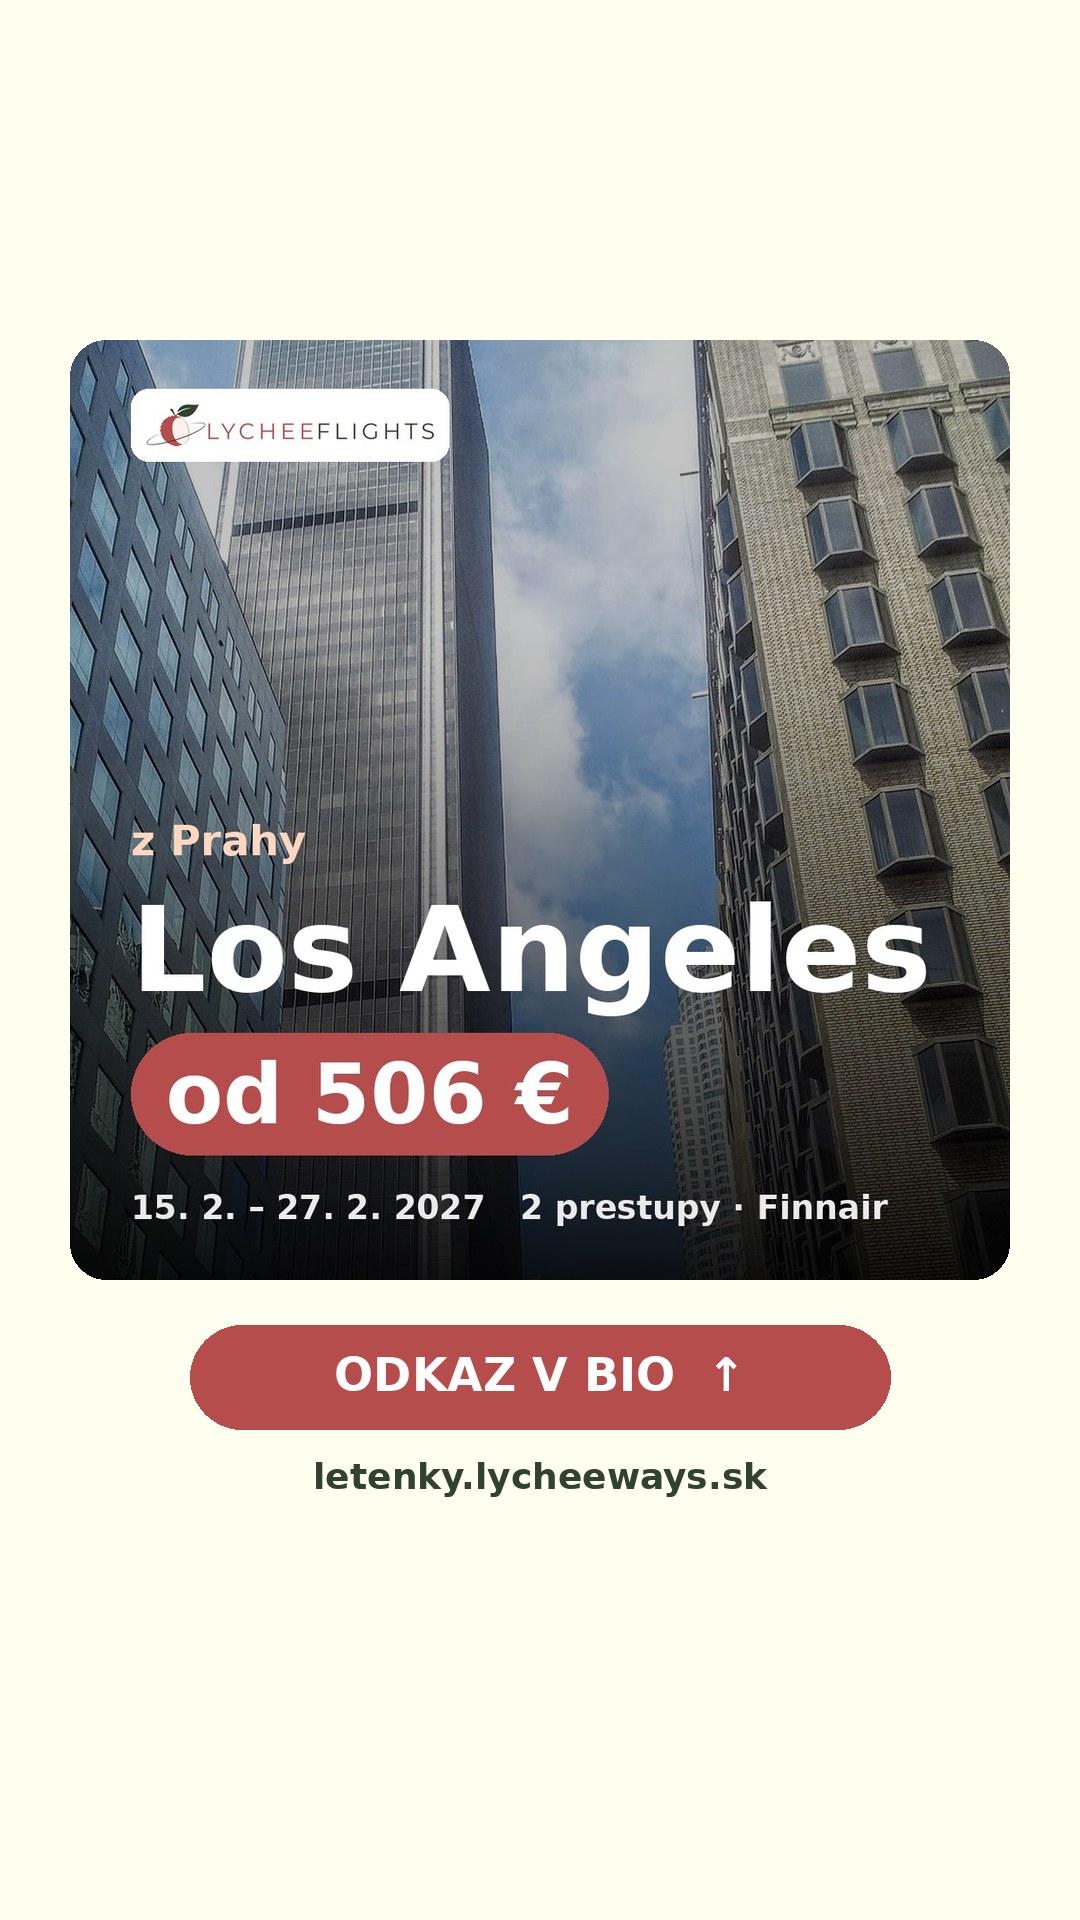 LYCHEEFLIGHTS
z Prahy
Los Angeles
od 506 €
15. 2. – 27. 2. 2027 2 prestupy · Finnair
ODKAZ V BIO ↑
letenky.lycheeways.sk